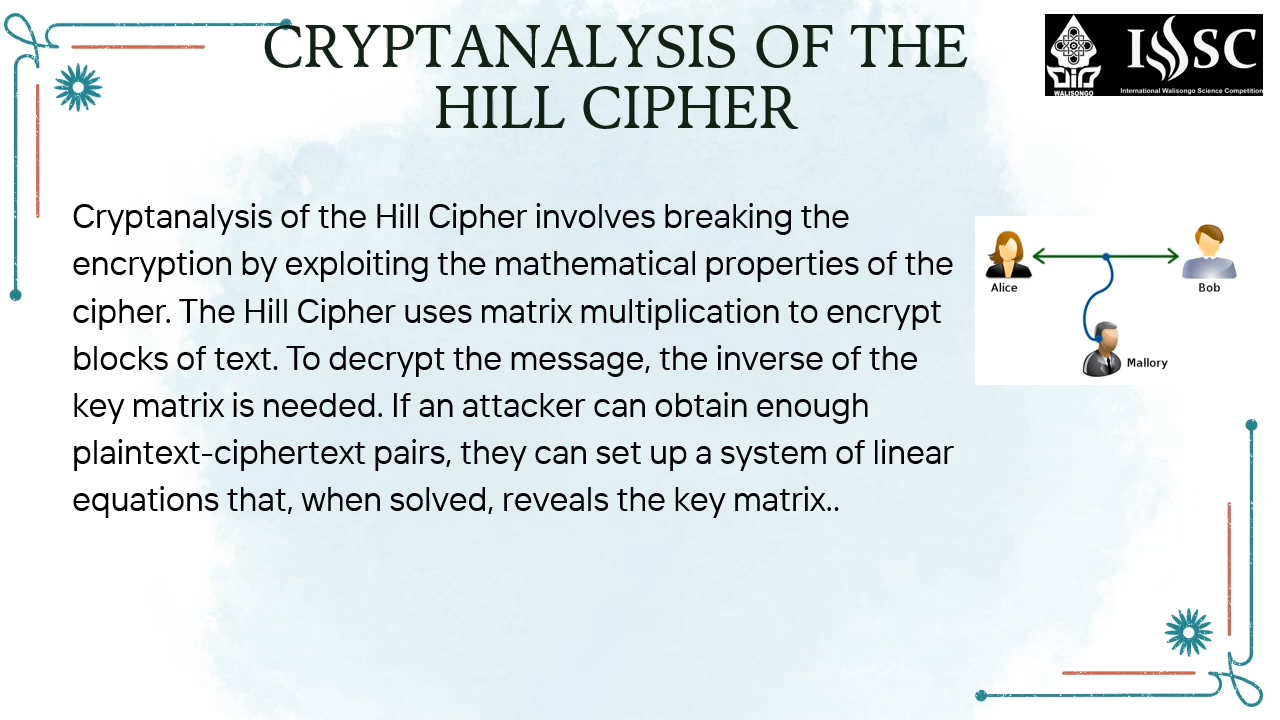 CRYPTANALYSIS OF THE
HILL CIPHER
WALISONGO
ISSC
International Walisongo Science Competition
Cryptanalysis of the Hill Cipher involves breaking the
encryption by exploiting the mathematical properties of the
cipher. The Hill Cipher uses matrix multiplication to encrypt
blocks of text. To decrypt the message, the inverse of the
key matrix is needed. If an attacker can obtain enough
plaintext-ciphertext pairs, they can set up a system of linear
equations that, when solved, reveals the key matrix..
Alice
Bob
Mallory